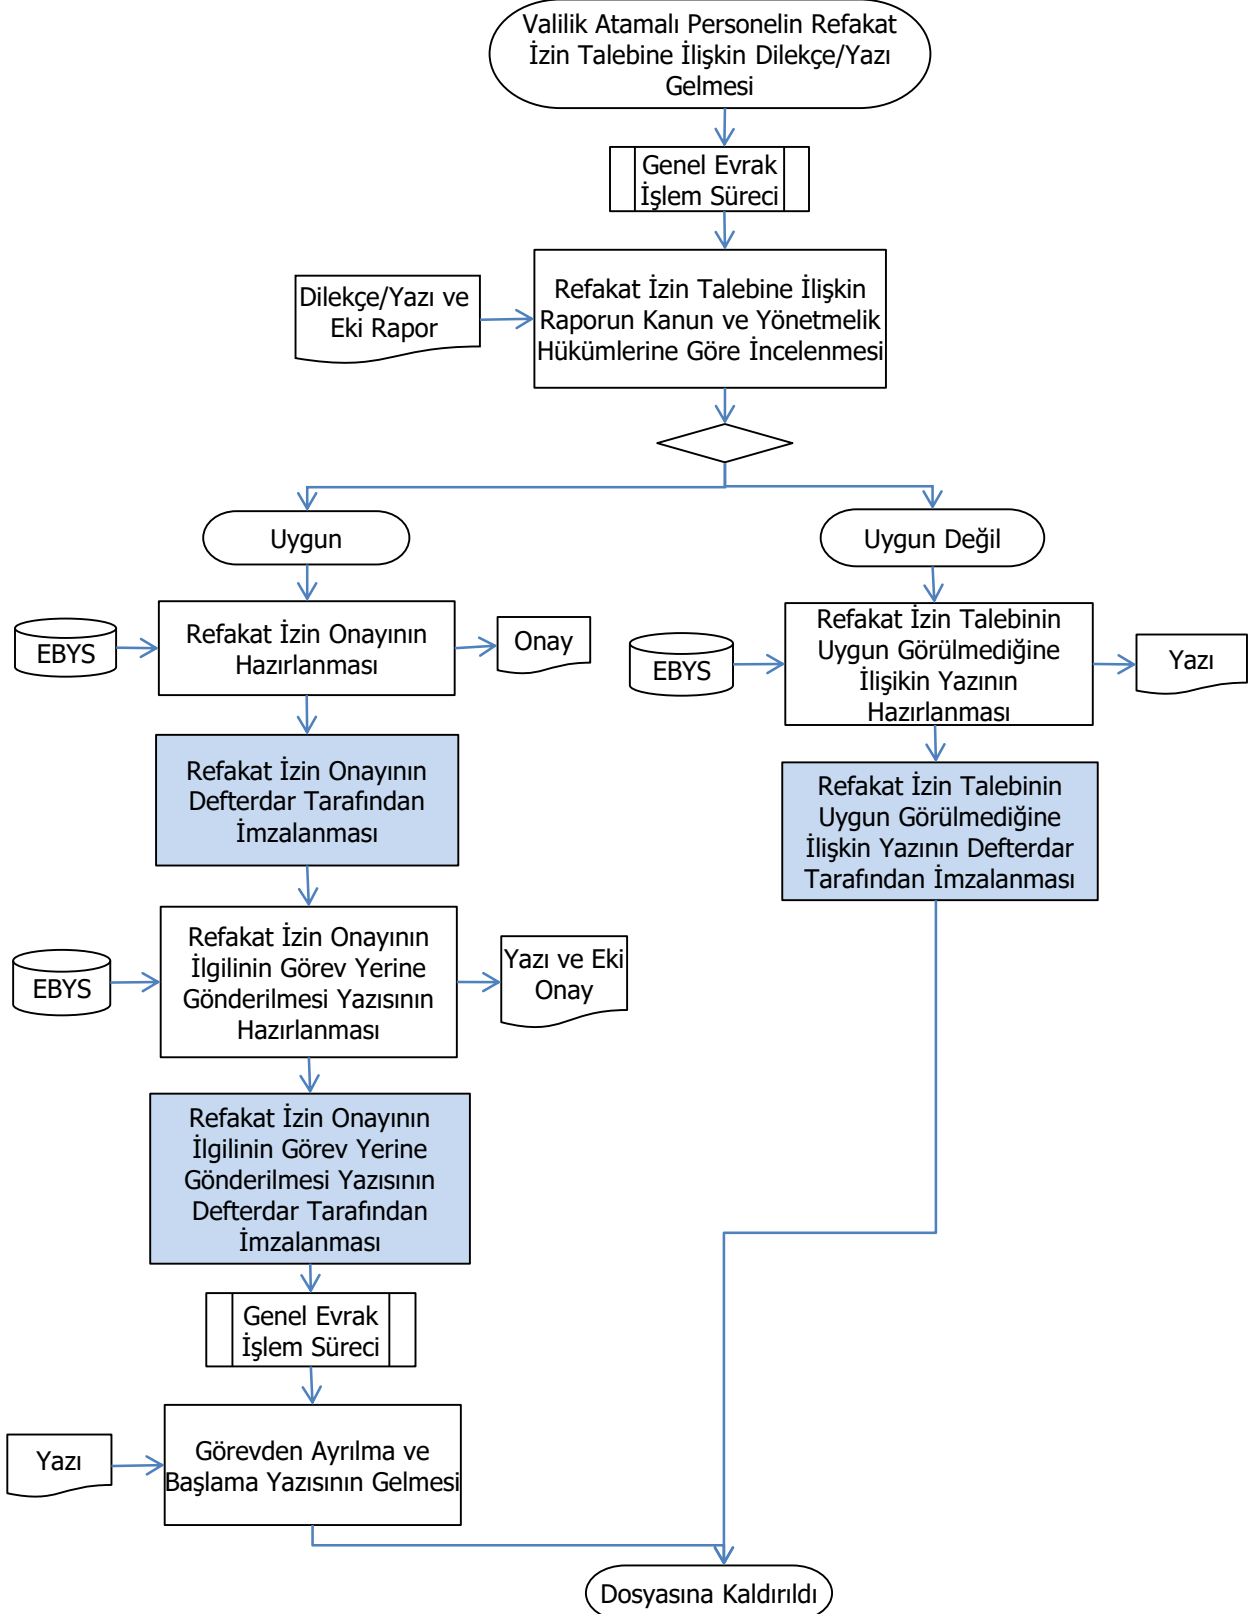 Valilik Atamalı Personelin Refakat
İzin Talebine İlişkin Dilekçe/Yazı
Gelmesi
Genel Evrak
İşlem Süreci
Dilekçe/Yazı ve
Eki Rapor
Refakat İzin Talebine İlişkin
Raporun Kanun ve Yönetmelik
Hükümlerine Göre İncelenmesi
Uygun
Uygun Değil
EBYS
Refakat İzin Onayının
Hazırlanması
Onay
EBYS
Refakat İzin Talebinin
Uygun Görülmediğine
İlişikin Yazının
Hazırlanması
Yazı
Refakat İzin Onayının
Defterdar Tarafından
İmzalanması
Refakat İzin Talebinin
Uygun Görülmediğine
İlişkin Yazının Defterdar
Tarafından İmzalanması
EBYS
Refakat İzin Onayının
İlgilinin Görev Yerine
Gönderilmesi Yazısının
Hazırlanması
Yazı ve Eki
Onay
Refakat İzin Onayının
İlgilinin Görev Yerine
Gönderilmesi Yazısının
Defterdar Tarafından
İmzalanması
Genel Evrak
İşlem Süreci
Yazı
Görevden Ayrılma ve
Başlama Yazısının Gelmesi
Dosyasına Kaldırıldı